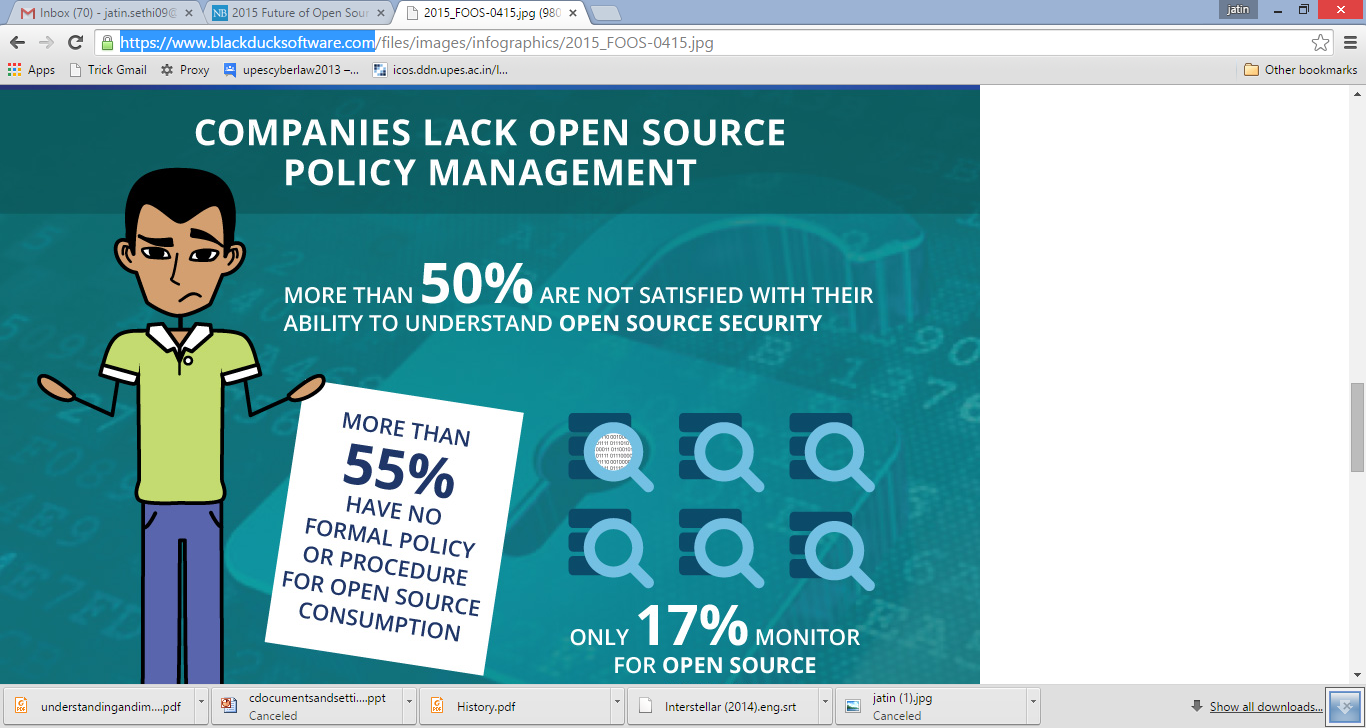 Inbox (70) - jatin.sethi09@
2015 Future of Open Sour
2015_FOOS-0415.jpg (980
jatin
https://www.blackducksoftware.com/files/images/infographics/2015_FOOS-0415.jpg
Apps
Trick Gmail
Proxy
upescyberlaw2013 –...
icos.ddn.upes.ac.in/l...
Other bookmarks
COMPANIES LACK OPEN SOURCE
POLICY MANAGEMENT
MORE THAN 50% ARE NOT SATISFIED WITH THEIR
ABILITY TO UNDERSTAND OPEN SOURCE SECURITY
MORE THAN
55%
HAVE NO
FORMAL POLICY
OR PROCEDURE
FOR OPEN SOURCE
CONSUMPTION
ONLY 17% MONITOR
FOR OPEN SOURCE
understandingandim....pdf
cdocumentsandsetti....ppt
Canceled
History.pdf
Interstellar (2014).eng.srt
jatin (1).jpg
Canceled
Show all downloads...